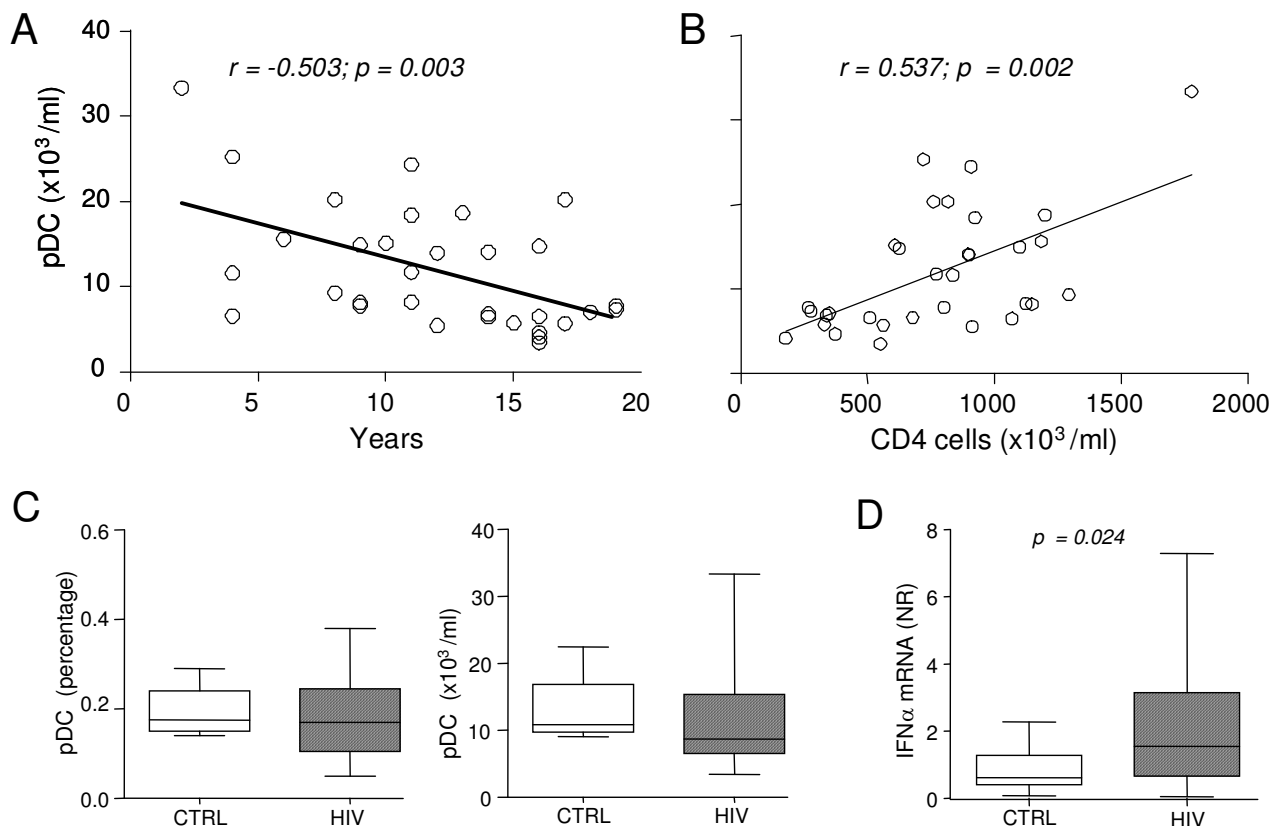 A
r = -0.503; p = 0.003
pDC (x10³/ml)
40
30
20
10
0
0 5 10 15 20
Years
B
r = 0.537; p = 0.002
0 500 1000 1500 2000
CD4 cells (x10³/ml)
C
pDC (percentage)
0.6
0.4
0.2
0.0
CTRL HIV
pDC (x10³/ml)
40
30
20
10
0
CTRL HIV
D
p = 0.024
IFNα mRNA (NR)
8
6
4
2
0
CTRL HIV